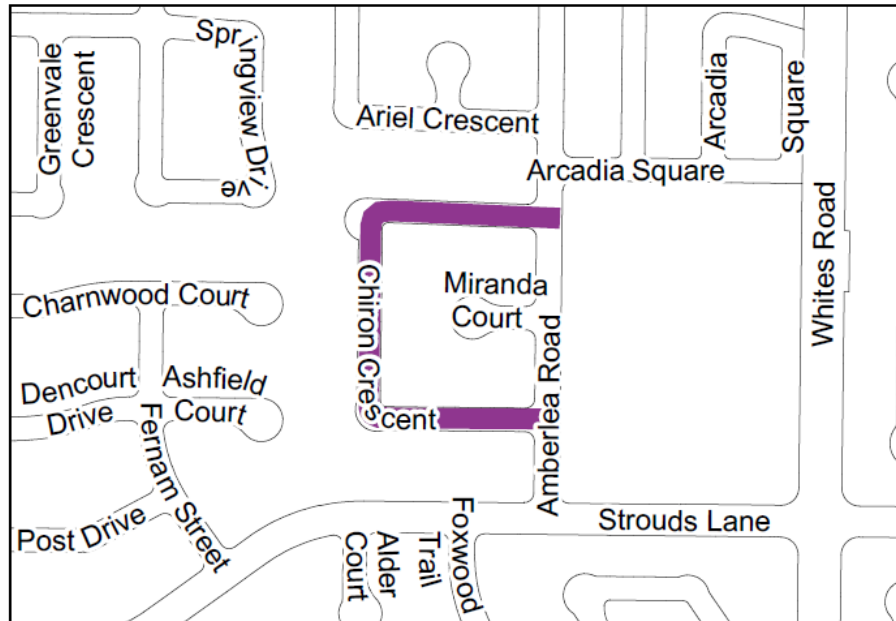 Greenvale
Crescent
Springview Drive
Ariel Crescent
Arcadia
Square
Arcadia Square
Whites Road
Chiron Crescent
Miranda
Court
Charnwood Court
Dencourt
Drive
Ashfield
Court
Amberlea Road
Fernam Street
Post Drive
Alder
Court
Foxwood
Trail
Strouds Lane